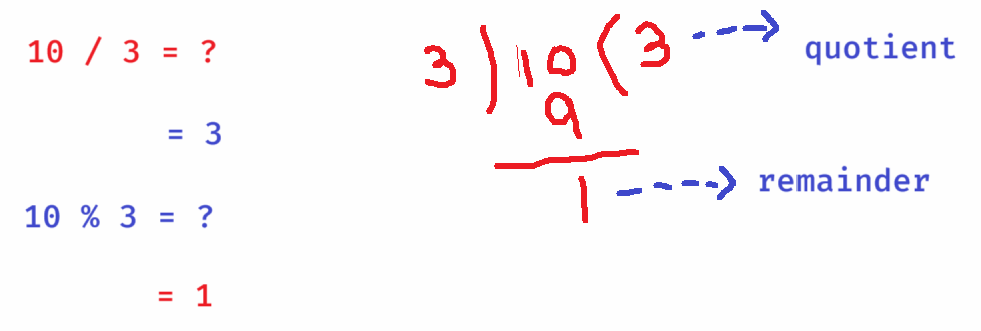 10 / 3 = ?
= 3
10 % 3 = ?
= 1
3 ) 10 ( 3
quotient
9
1
remainder